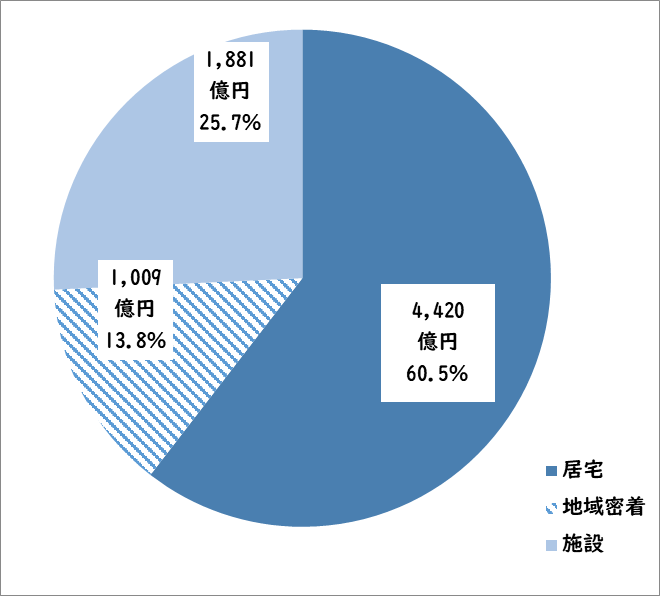 1,881
億円
25.7%
1,009
億円
13.8%
4,420
億円
60.5%
居宅
地域密着
施設